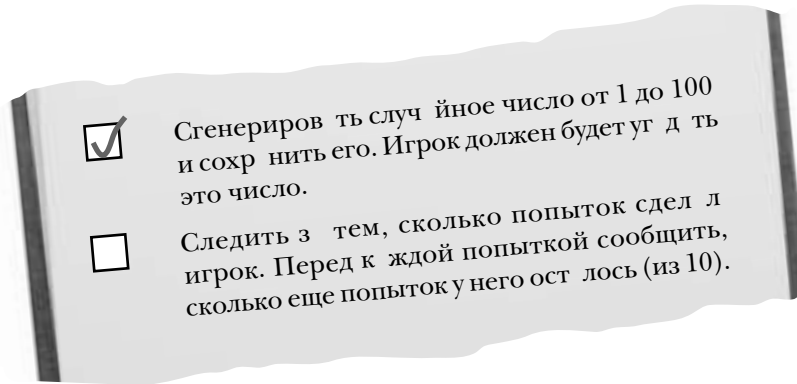 Сгенериров ть случ йное число от 1 до 100
и сохр нить его. Игрок должен будет уг д ть
это число.
Следить з тем, сколько попыток сдел л
игрок. Перед к ждой попыткой сообщить,
сколько еще попыток у него ост лось (из 10).